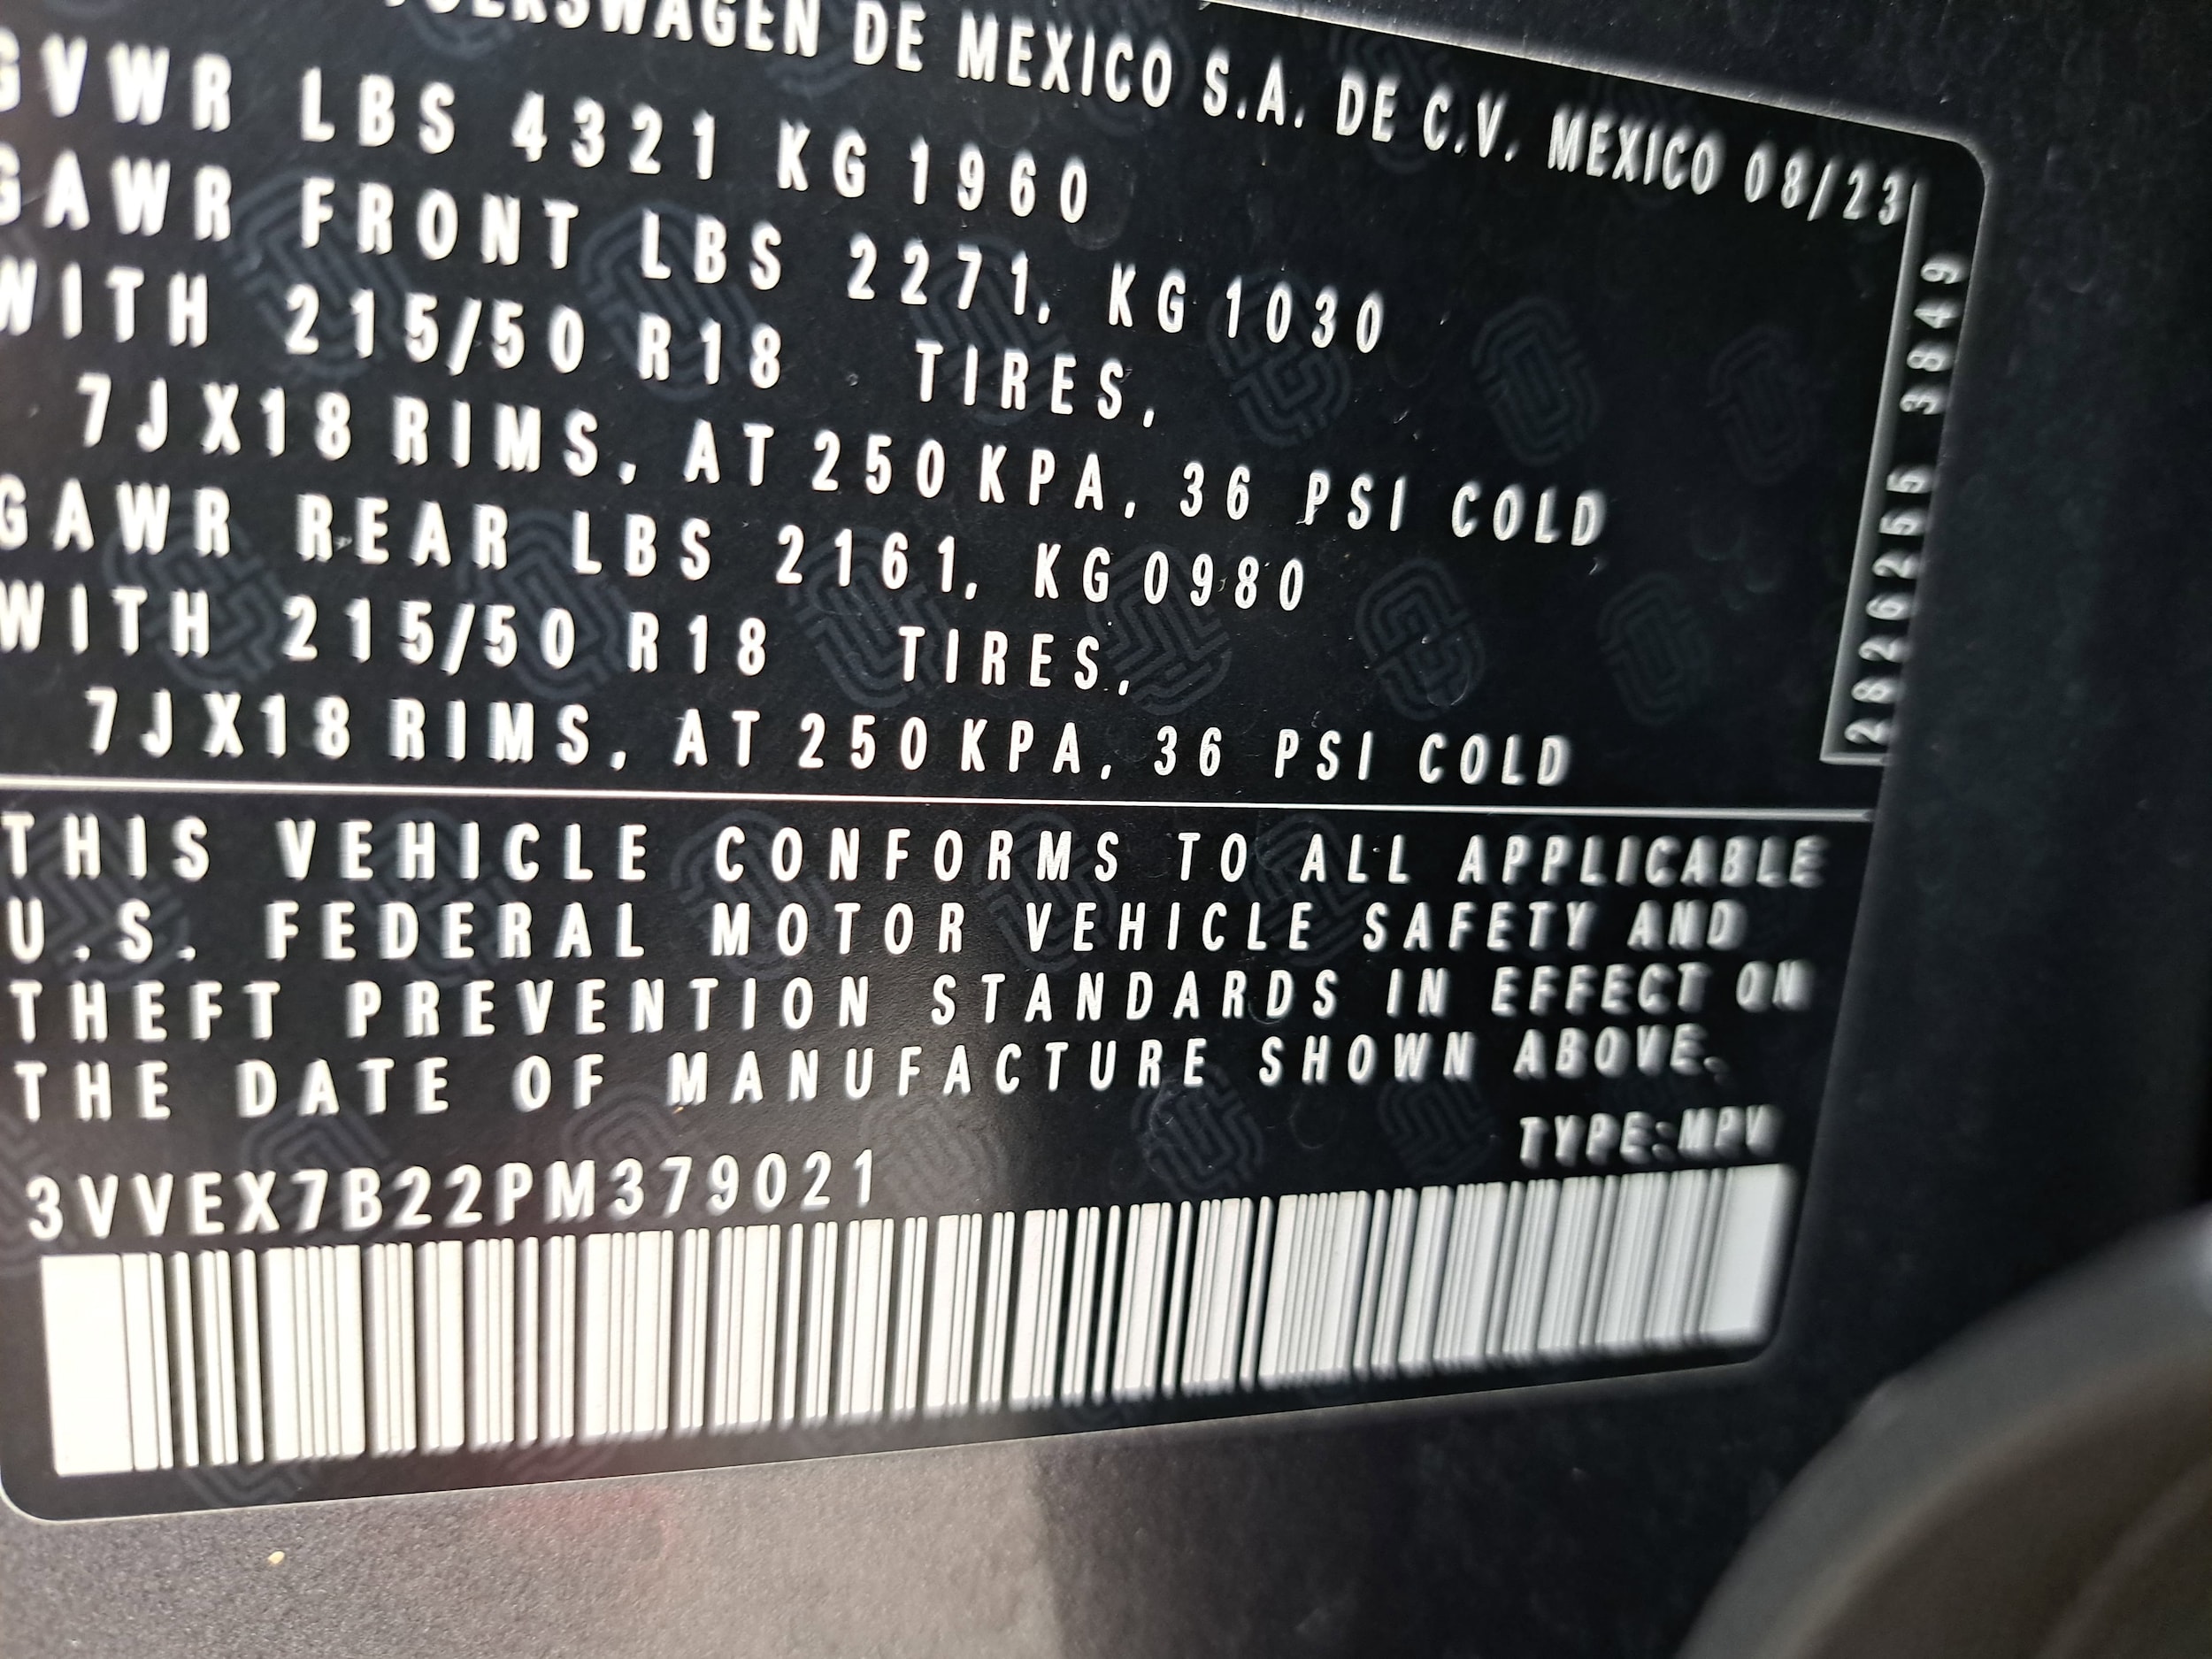 VOLKSWAGEN DE MEXICO S.A. DE C.V. MEXICO 08/23
GVWR LBS 4321 KG 1960
GAWR FRONT LBS 2271, KG 1030
WITH 215/50 R18 TIRES,
7JX18 RIMS, AT 250 KPA, 36 PSI COLD
GAWR REAR LBS 2161, KG 0980
WITH 215/50 R18 TIRES,
7JX18 RIMS, AT 250 KPA, 36 PSI COLD
2826255 3849
THIS VEHICLE CONFORMS TO ALL APPLICABLE
U.S. FEDERAL MOTOR VEHICLE SAFETY AND
THEFT PREVENTION STANDARDS IN EFFECT ON
THE DATE OF MANUFACTURE SHOWN ABOVE.
TYPE:MPV
3VVEX7B22PM379021